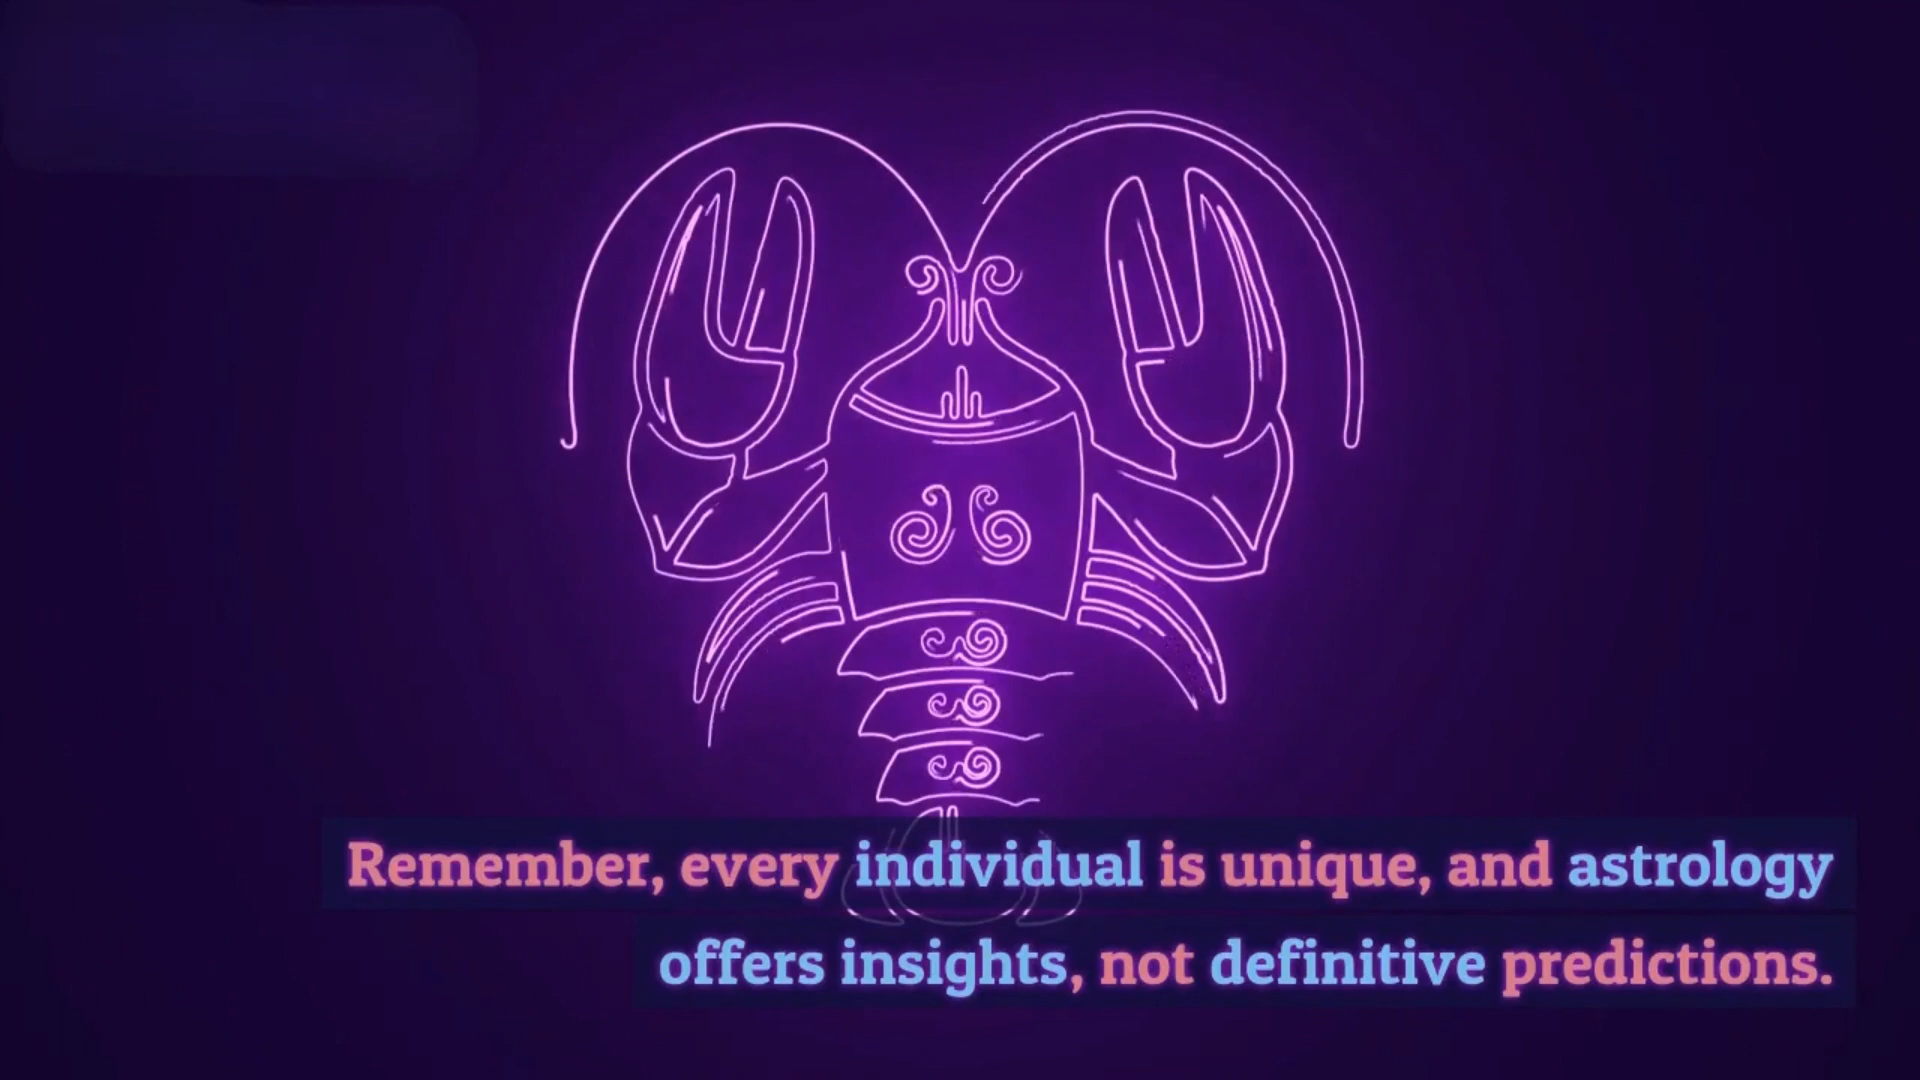 Remember, every individual is unique, and astrology
offers insights, not definitive predictions.